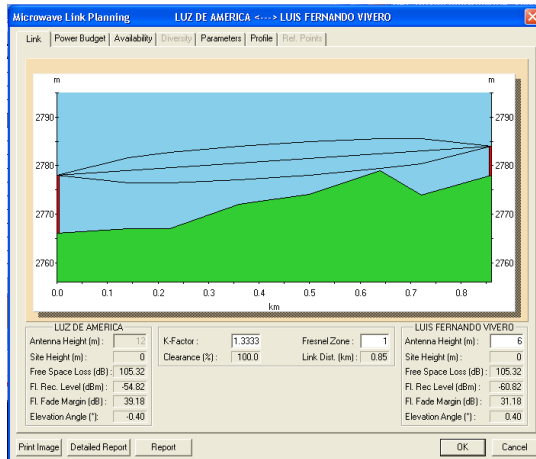 Microwave Link Planning LUZ DE AMERICA <---> LUIS FERNANDO VIVERO
Link Power Budget Availability Diversity Parameters Profile Ref. Points
m m
2790 2790
2780 2780
2770 2770
2760 2760
0.0 0.1 0.2 0.3 0.4 0.5 0.6 0.7 0.8
km
LUZ DE AMERICA LUIS FERNANDO VIVERO
Antenna Height (m) : 12 K-Factor : 1.3333 Fresnel Zone : 1 Antenna Height (m) : 6
Site Height (m) : 0 Clearance (%) : 100.0 Link Dist. (km) : 0.85 Site Height (m) : 0
Free Space Loss (dB) : 105.32 Free Space Loss (dB) : 105.32
Fl. Rec. Level (dBm) : -54.82 Fl. Rec. Level (dBm) : -60.82
Fl. Fade Margin (dB) : 39.18 Fl. Fade Margin (dB) : 31.18
Elevation Angle (°): -0.40 Elevation Angle (°): 0.40
Print Image Detailed Report Report OK Cancel